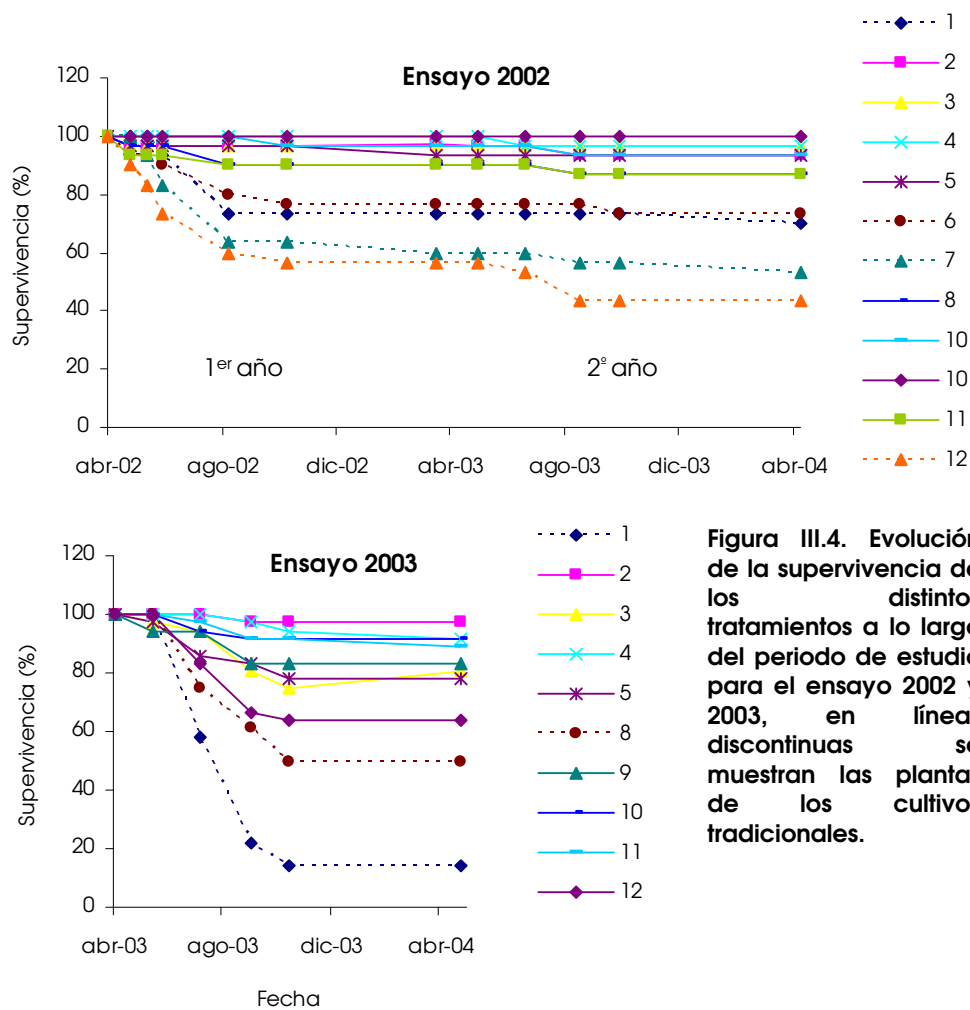 Ensayo 2002
Supervivencia (%)
120
100
80
60
40
20
0
1er año
2º año
abr-02
ago-02
dic-02
abr-03
ago-03
dic-03
abr-04
1
2
3
4
5
6
7
8
10
10
11
12
Ensayo 2003
Supervivencia (%)
120
100
80
60
40
20
0
abr-03
ago-03
dic-03
abr-04
Fecha
1
2
3
4
5
8
9
10
11
12
Figura III.4. Evolución
de la supervivencia de
los distinto
tratamientos a lo largo
del periodo de estudio
para el ensayo 2002 y
2003, en línea
discontinuas se
muestran las planta
de los cultivo
tradicionales.